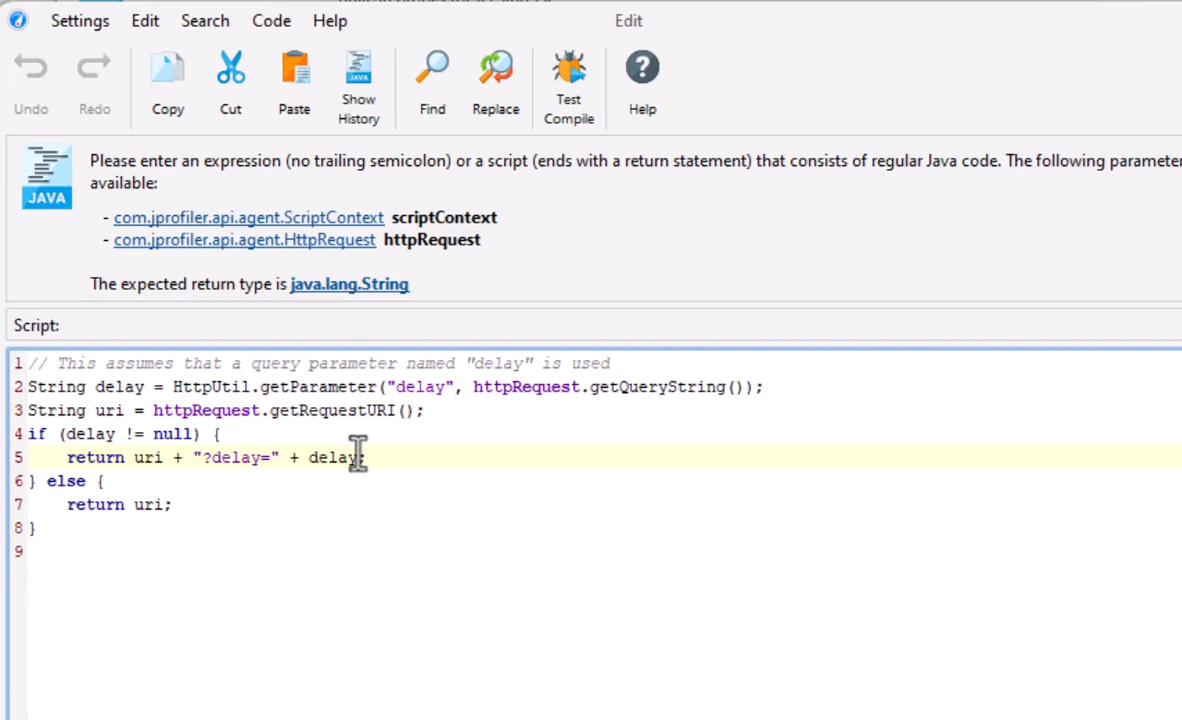 Settings Edit Search Code Help Edit
Undo Redo Copy Cut Paste Show History Find Replace Test Compile Help
JAVA
JAVA
Please enter an expression (no trailing semicolon) or a script (ends with a return statement) that consists of regular Java code. The following paramete
available:
- com.jprofiler.api.agent.ScriptContext scriptContext
- com.jprofiler.api.agent.HttpRequest httpRequest
The expected return type is java.lang.String
Script:
1 // This assumes that a query parameter named "delay" is used
2 String delay = HttpUtil.getParameter("delay", httpRequest.getQueryString());
3 String uri = httpRequest.getRequestURI();
4 if (delay != null) {
5 return uri + "?delay=" + delay;
6 } else {
7 return uri;
8 }
9